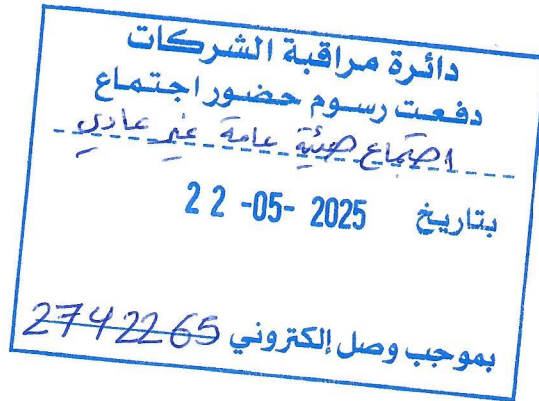 دائرة مراقبة الشركات
دفعت رسوم حضور اجتماع
اجتماع هيئة عامة غير عادي
بتاريخ 2025 -05- 22
بموجب وصل إلكتروني 2742265